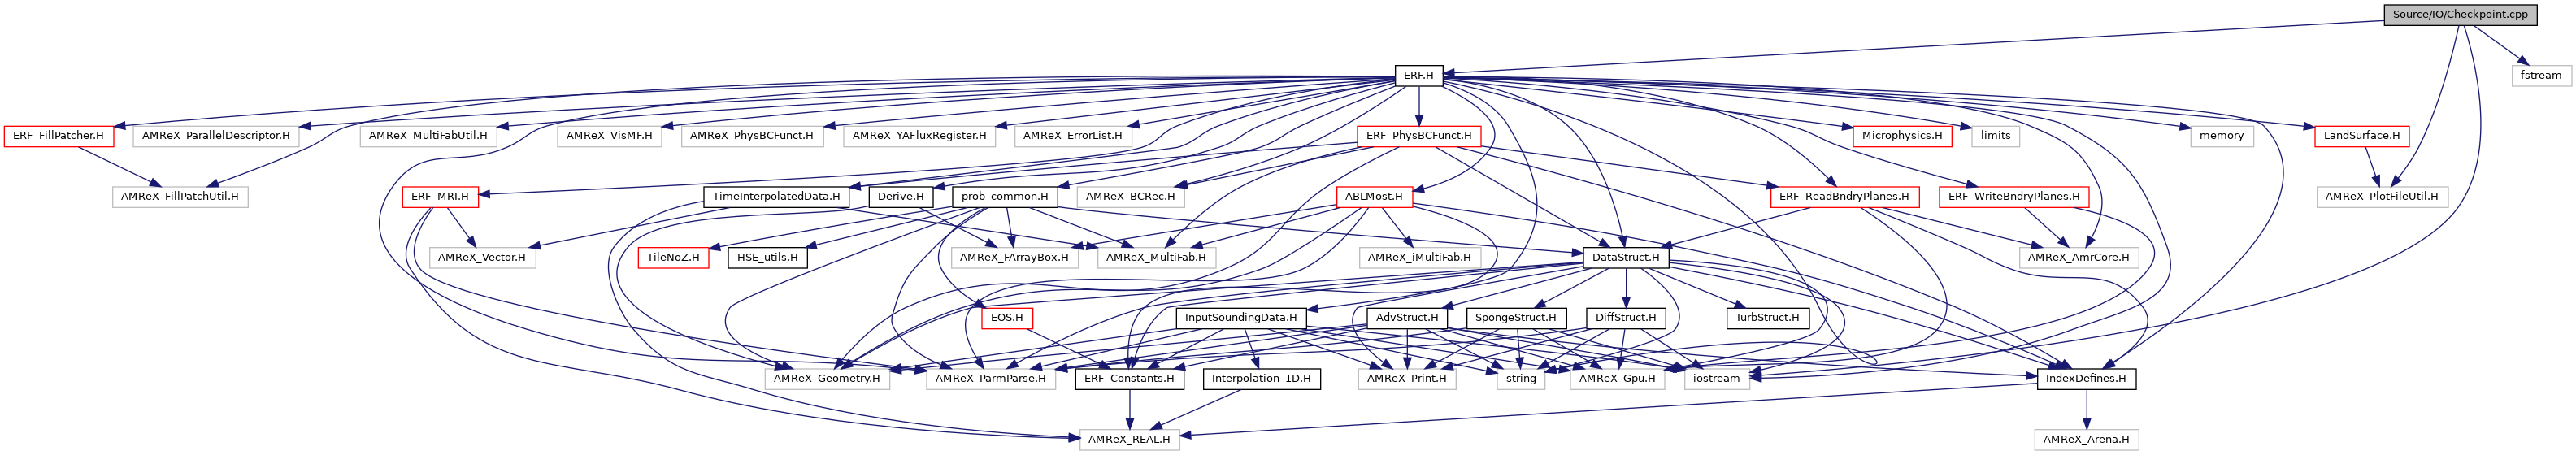 Source/IO/Checkpoint.cpp
ERF.H
fstream
ERF_FillPatcher.H
AMReX_ParallelDescriptor.H
AMReX_MultiFabUtil.H
AMReX_VisMF.H
AMReX_PhysBCFunct.H
AMReX_YAFluxRegister.H
AMReX_ErrorList.H
ERF_PhysBCFunct.H
Microphysics.H
limits
memory
LandSurface.H
AMReX_FillPatchUtil.H
ERF_MRI.H
TimeInterpolatedData.H
Derive.H
prob_common.H
AMReX_BCRec.H
ABLMost.H
ERF_ReadBndryPlanes.H
ERF_WriteBndryPlanes.H
AMReX_PlotFileUtil.H
AMReX_Vector.H
TileNoZ.H
HSE_utils.H
AMReX_FArrayBox.H
AMReX_MultiFab.H
AMReX_iMultiFab.H
DataStruct.H
AMReX_AmrCore.H
EOS.H
InputSoundingData.H
AdvStruct.H
SpongeStruct.H
DiffStruct.H
TurbStruct.H
AMReX_Geometry.H
AMReX_ParmParse.H
ERF_Constants.H
Interpolation_1D.H
AMReX_Print.H
string
AMReX_Gpu.H
iostream
IndexDefines.H
AMReX_REAL.H
AMReX_Arena.H